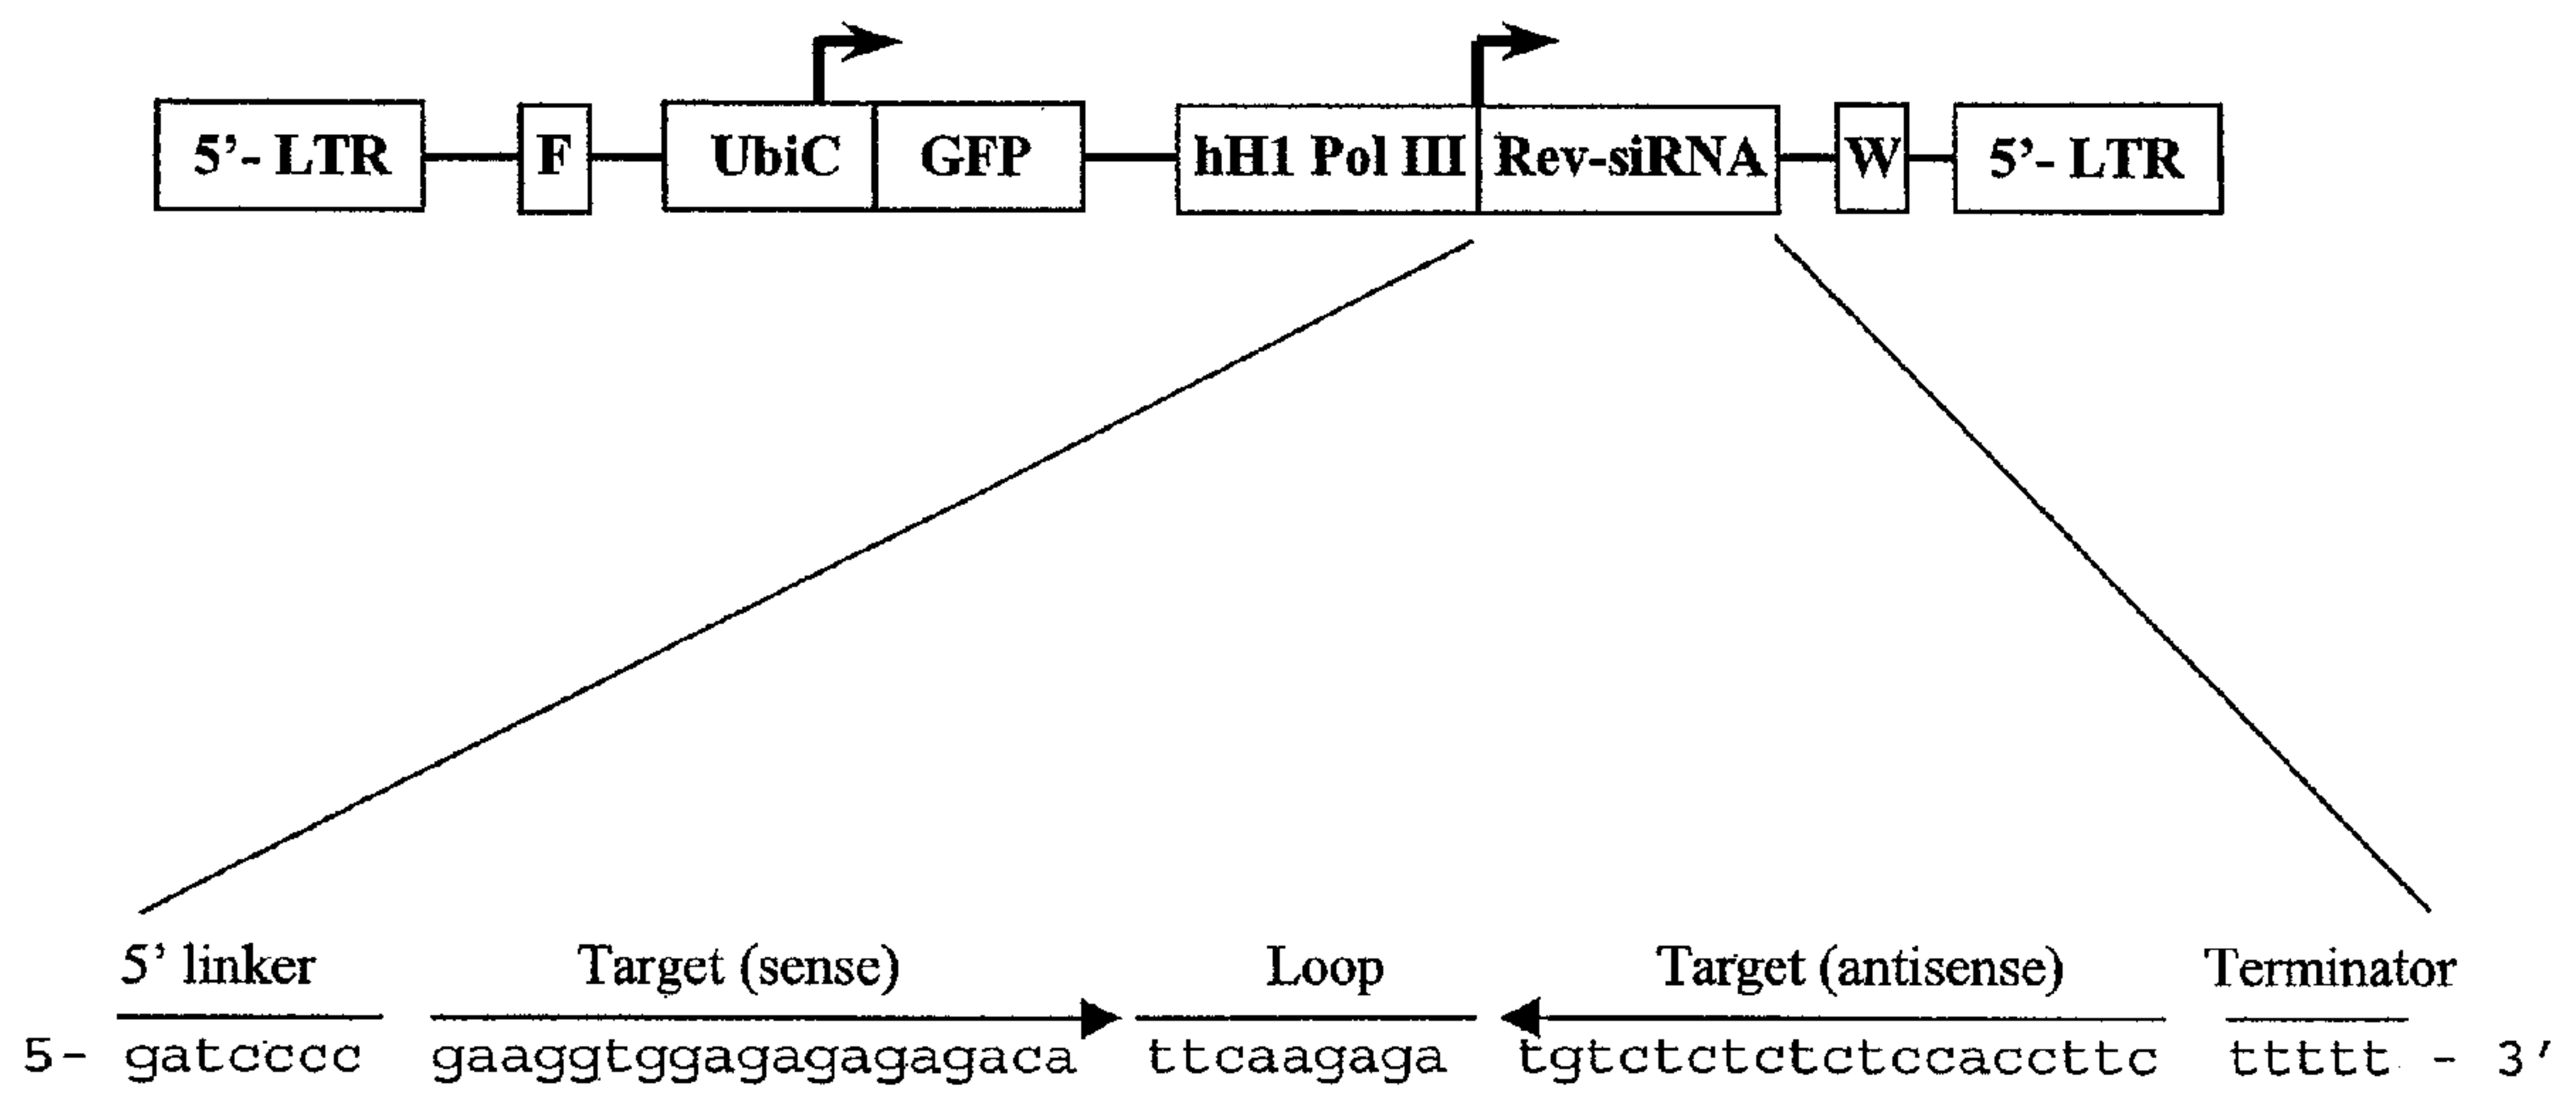 5'- LTR F UbiC GFP hH1 Pol III Rev-siRNA W 5'- LTR
5' linker Target (sense) Loop Target (antisense) Terminator
5- gatcccc gaaggtggagagagagaca ttcaagaga tgtctctctctccaccttc ttttt - 3'